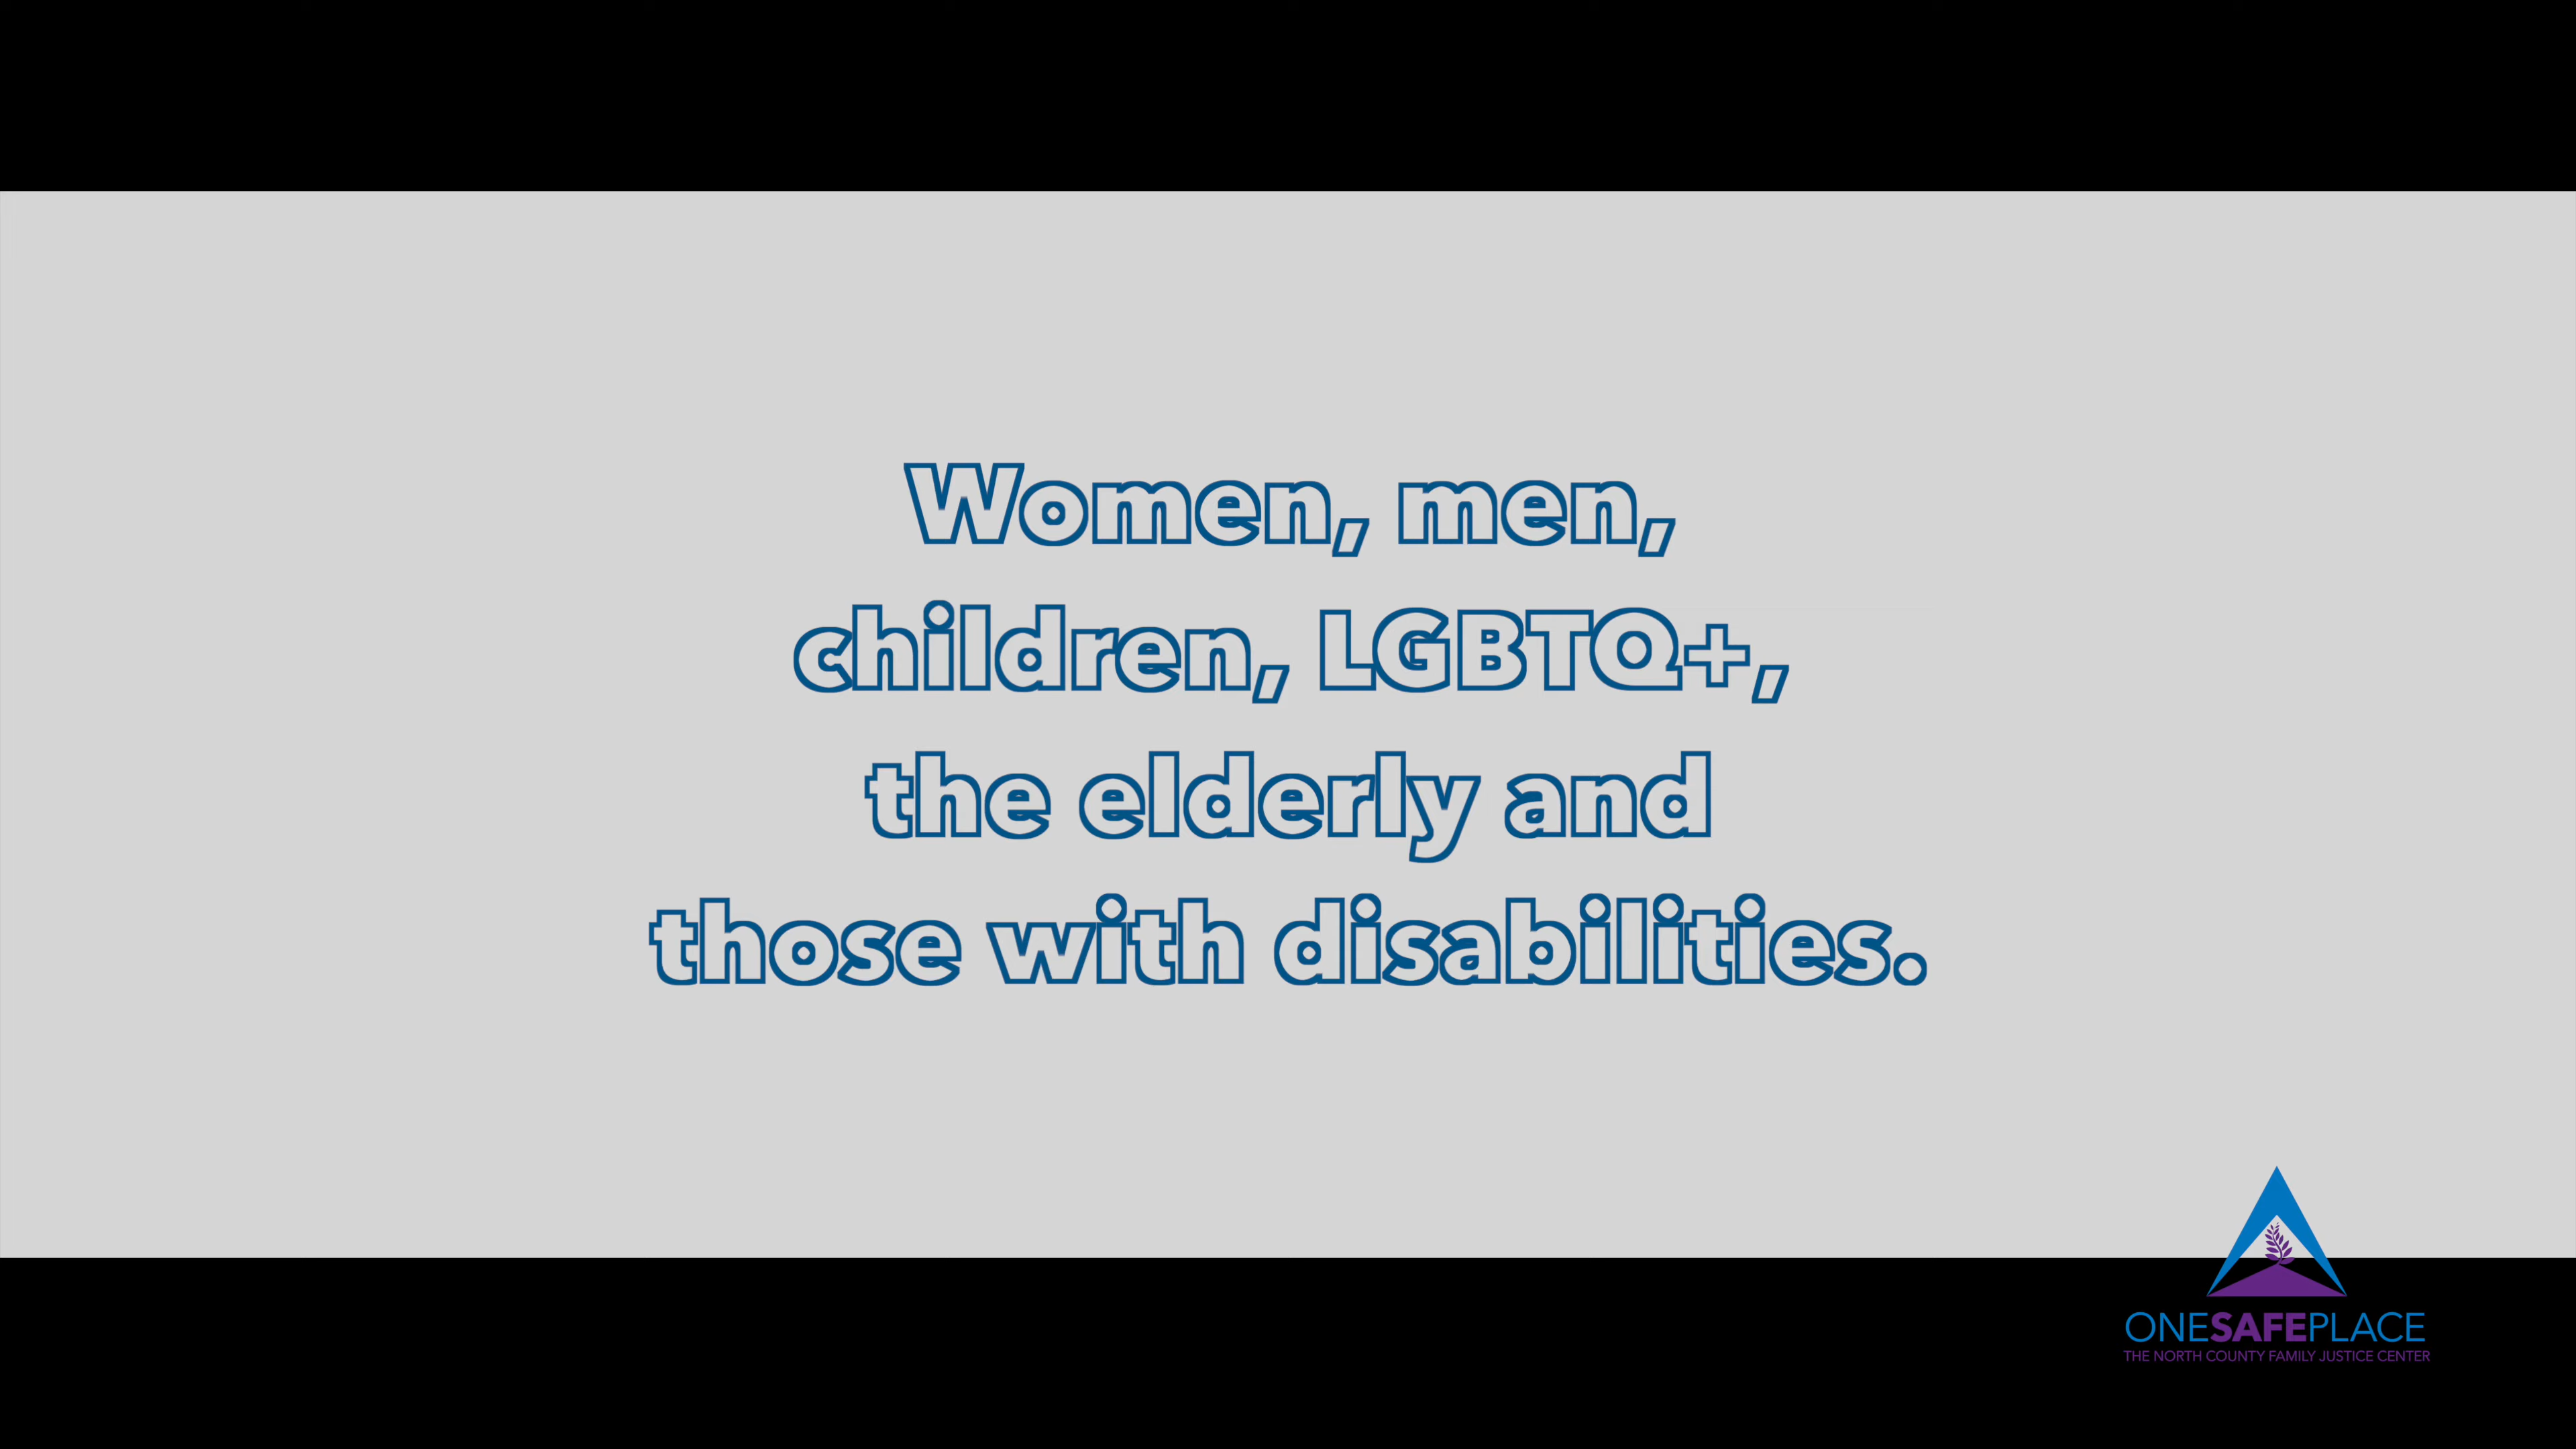 Women, men,
children, LGBTQ+,
the elderly and
those with disabilities.
ONESAFEPLACE
THE NORTH COUNTY FAMILY JUSTICE CENTER